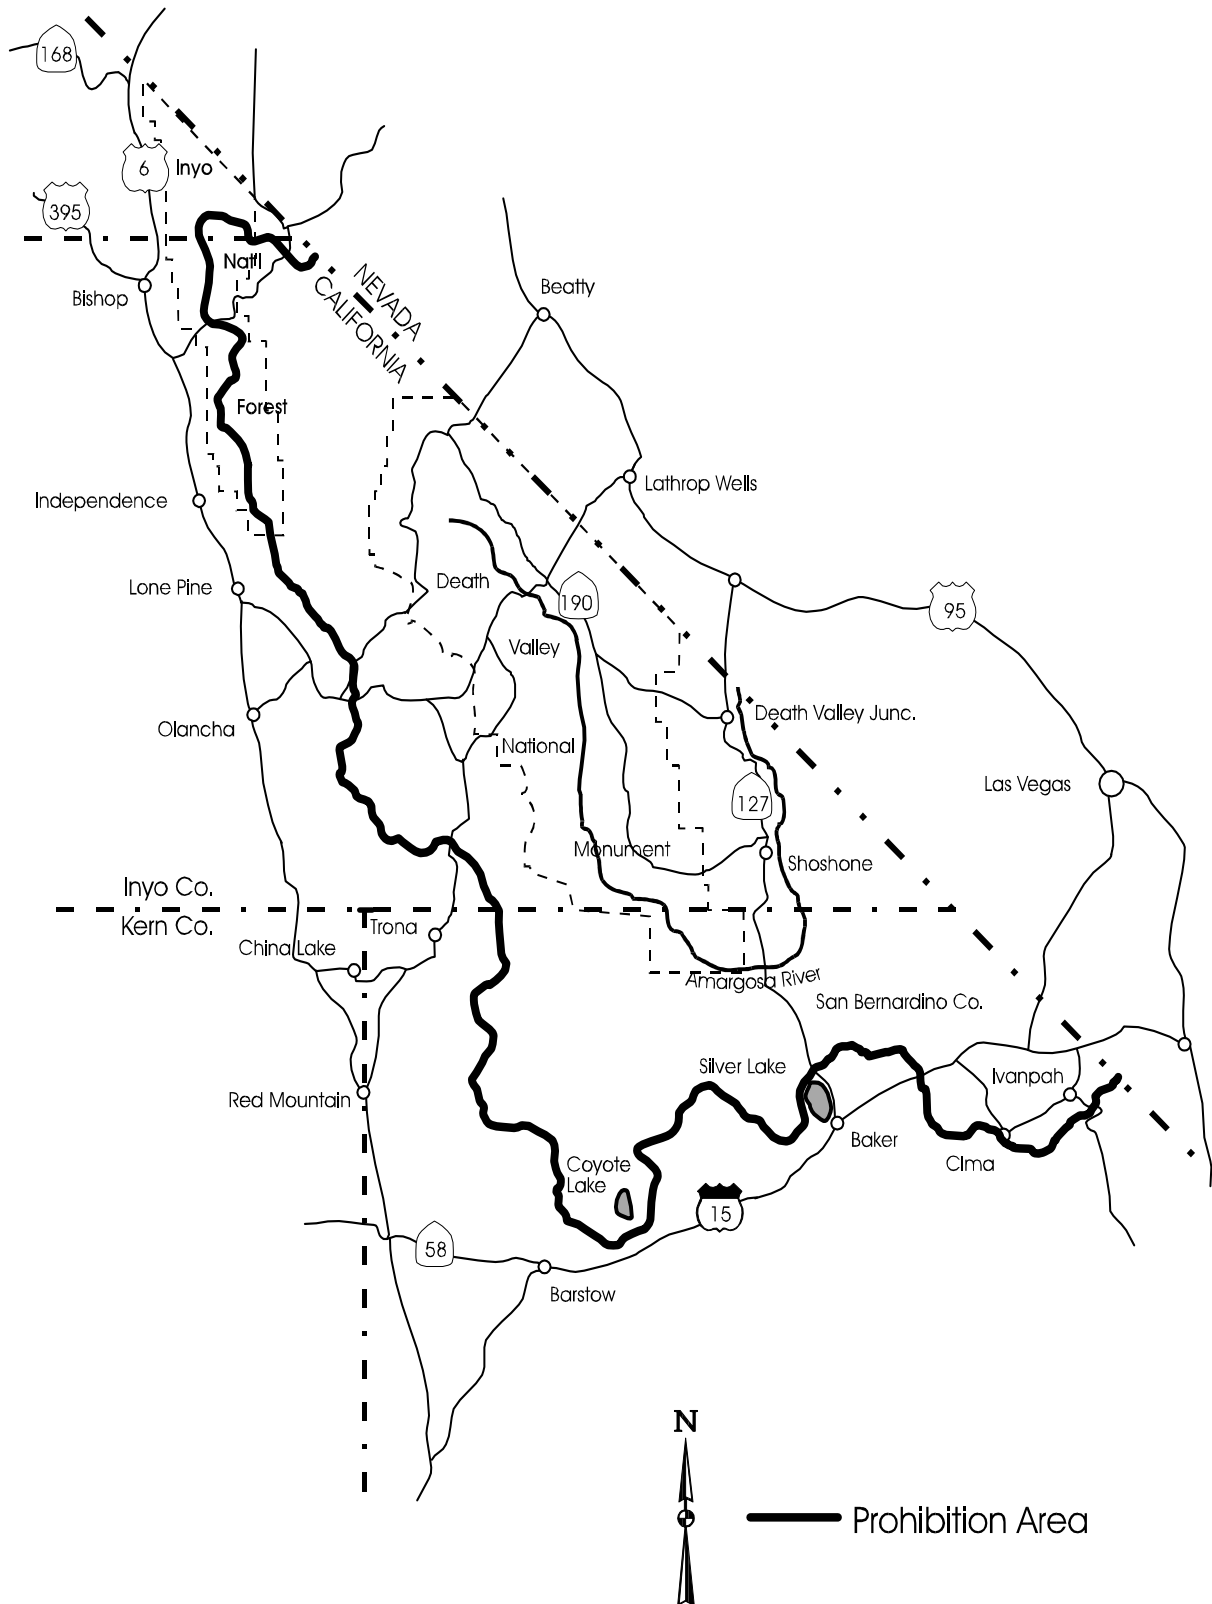 168
6
Inyo
395
Nat'l
Bishop
NEVADA
CALIFORNIA
Beatty
Forest
Lathrop Wells
Independence
Death
Lone Pine
190
95
Valley
Olancha
Death Valley Junc.
National
Las Vegas
127
Monument
Shoshone
Inyo Co.
Kern Co.
Trona
China Lake
Amargosa River
San Bernardino Co.
Silver Lake
Ivanpah
Red Mountain
Baker
Coyote
Lake
CIma
15
58
Barstow
N
Prohibition Area